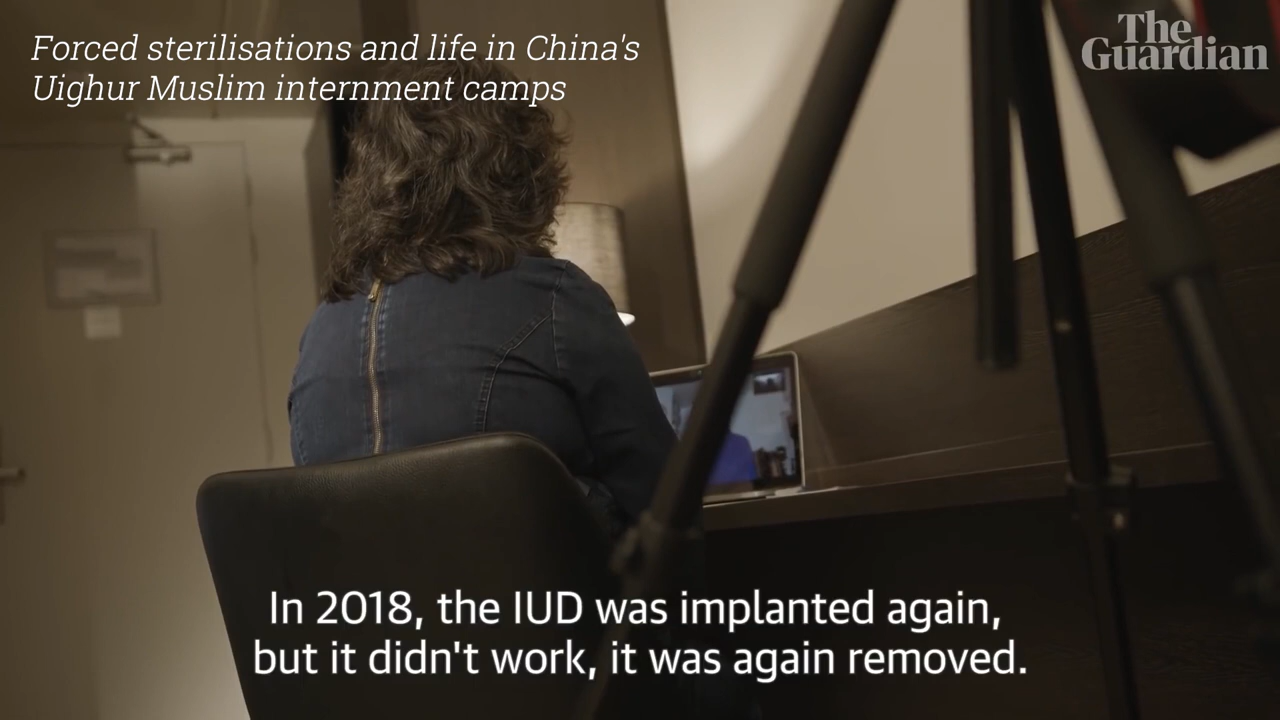 Forced sterilisations and life in China's
Uighur Muslim internment camps
The
Guardian
In 2018, the IUD was implanted again,
but it didn't work, it was again removed.